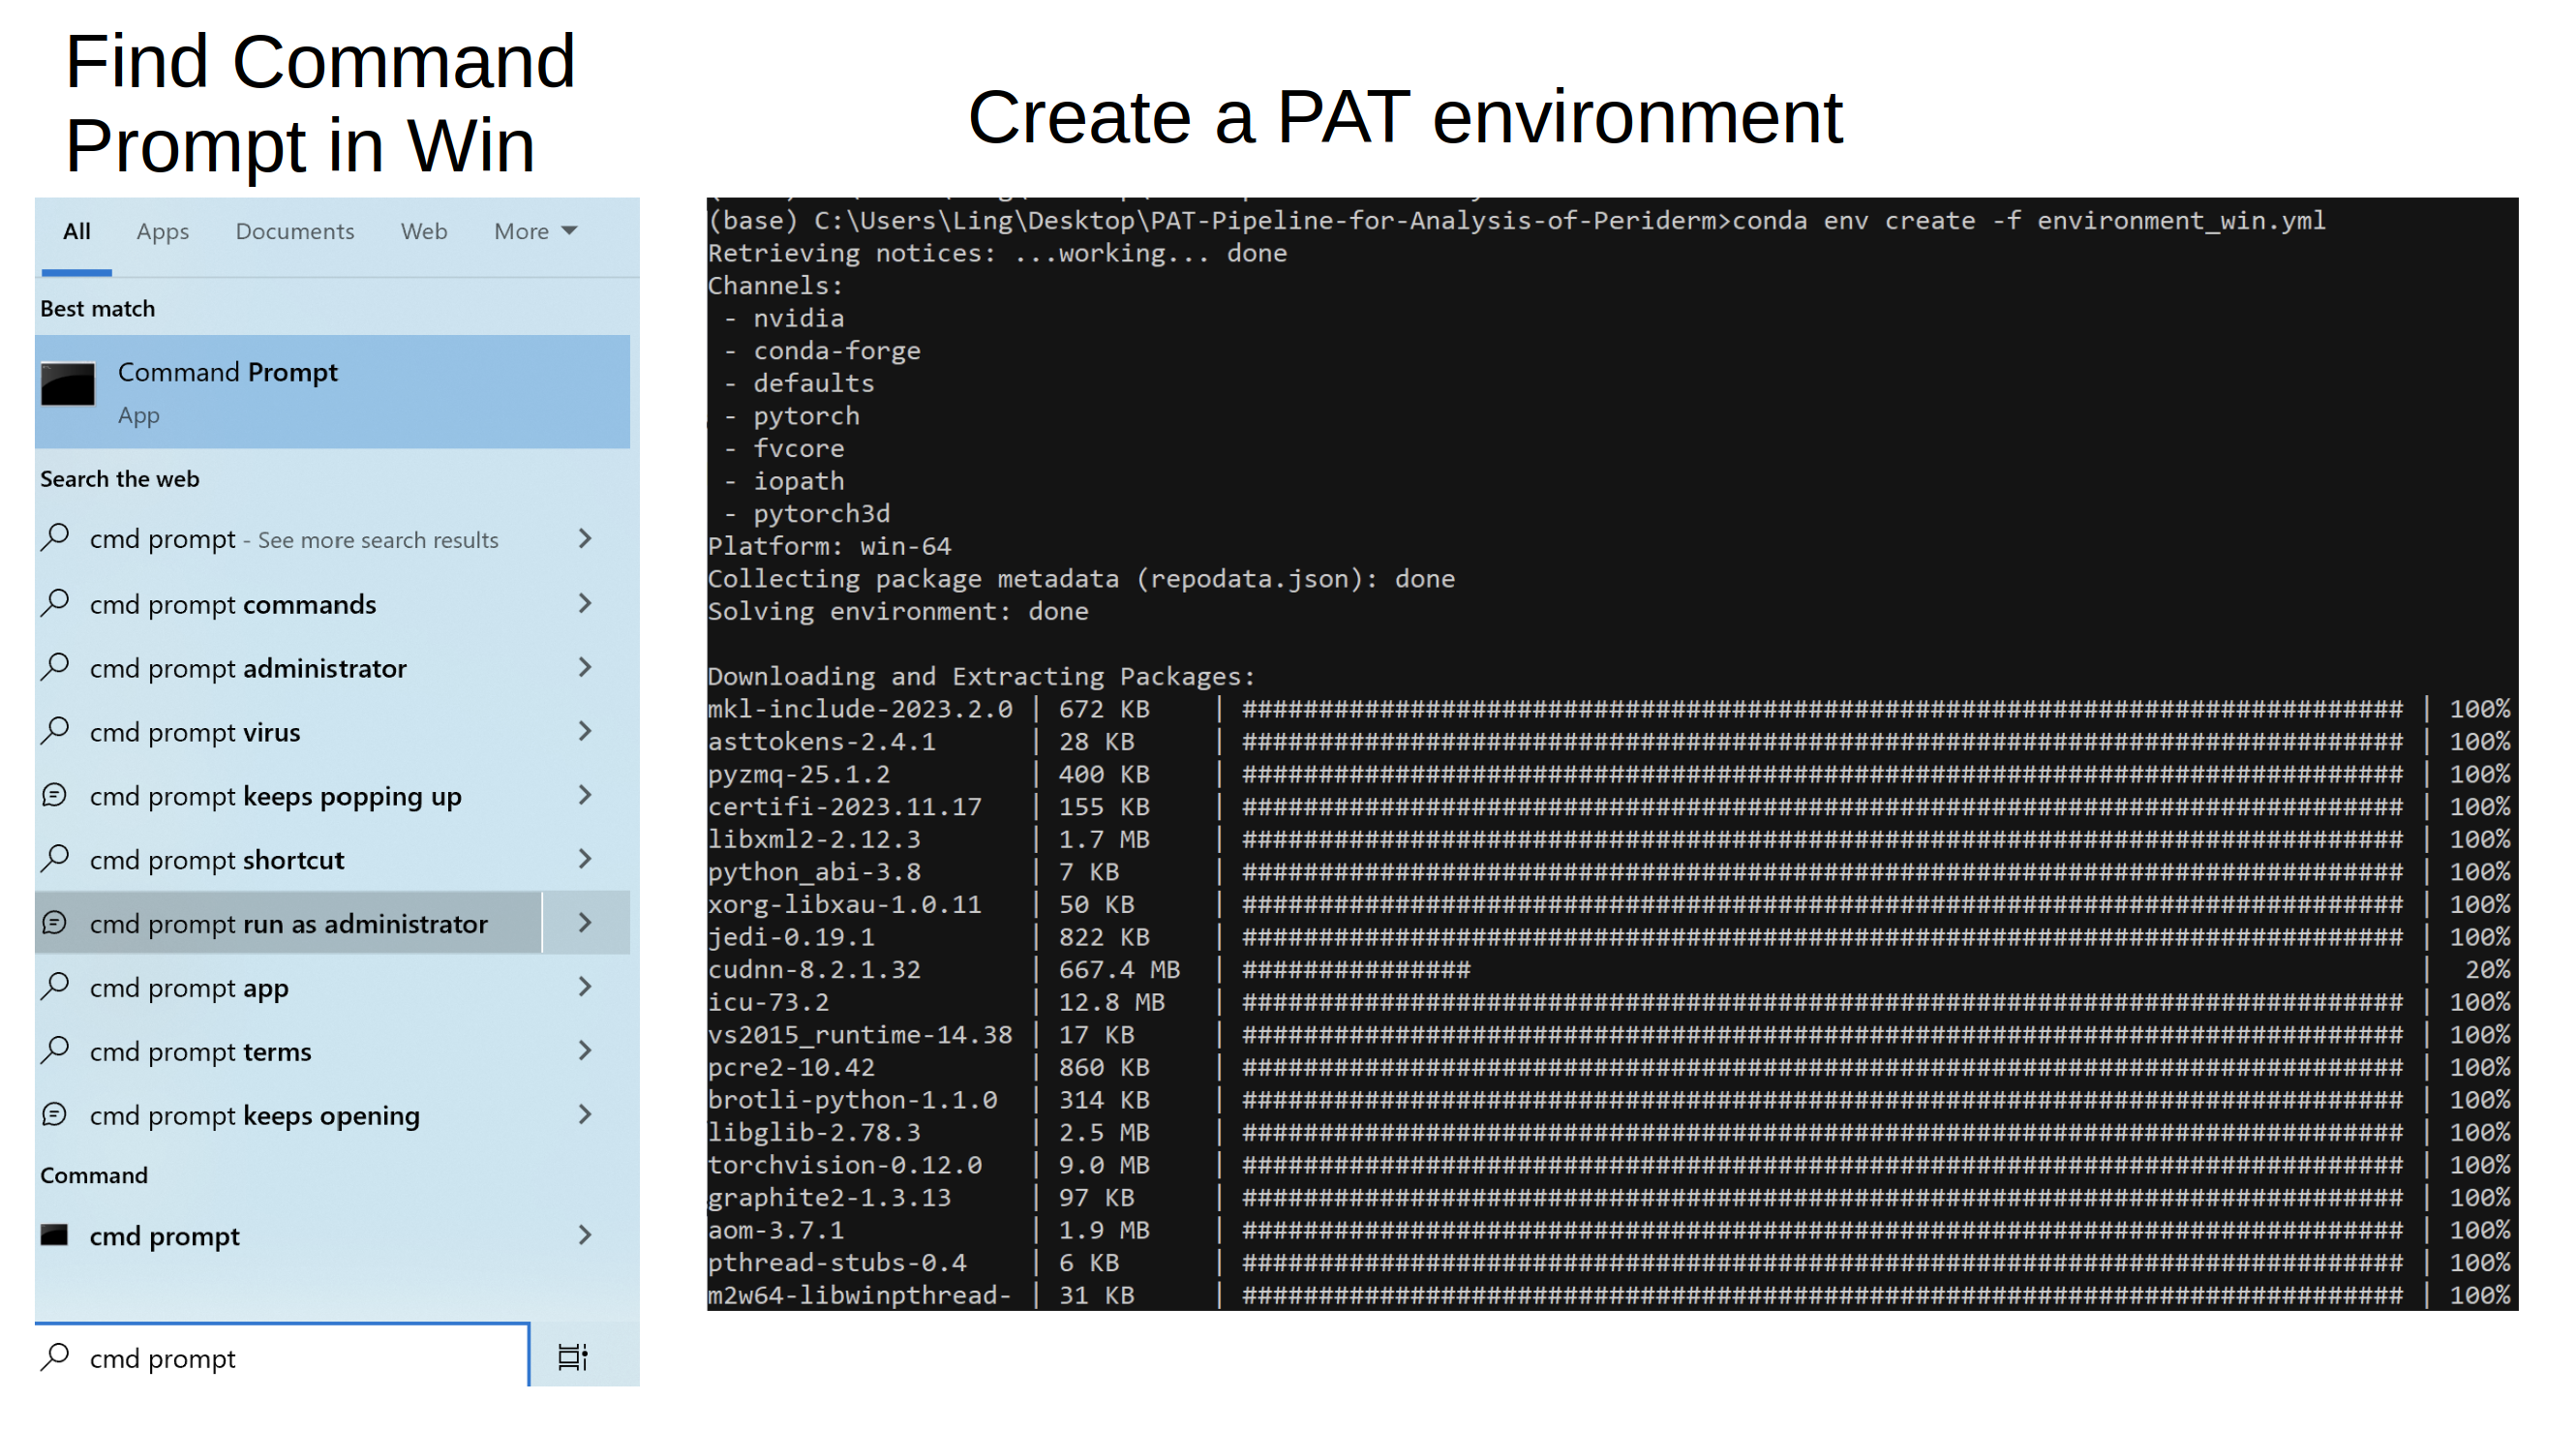 Find Command
Prompt in Win
Create a PAT environment
All Apps Documents Web More
Best match
Command Prompt
App
Search the web
cmd prompt - See more search results
cmd prompt commands
cmd prompt administrator
cmd prompt virus
cmd prompt keeps popping up
cmd prompt shortcut
cmd prompt run as administrator
cmd prompt app
cmd prompt terms
cmd prompt keeps opening
Command
cmd prompt
cmd prompt
(base) C:\Users\Ling\Desktop\PAT-Pipeline-for-Analysis-of-Periderm>conda env create -f environment_win.yml
Retrieving notices: ...working... done
Channels:
- nvidia
- conda-forge
- defaults
- pytorch
- fvcore
- iopath
- pytorch3d
Platform: win-64
Collecting package metadata (repodata.json): done
Solving environment: done
Downloading and Extracting Packages:
mkl-include-2023.2.0 | 672 KB | ############################################################################ | 100%
asttokens-2.4.1 | 28 KB | ############################################################################ | 100%
pyzmq-25.1.2 | 400 KB | ############################################################################ | 100%
certifi-2023.11.17 | 155 KB | ############################################################################ | 100%
libxml2-2.12.3 | 1.7 MB | ############################################################################ | 100%
python_abi-3.8 | 7 KB | ############################################################################ | 100%
xorg-libxau-1.0.11 | 50 KB | ############################################################################ | 100%
jedi-0.19.1 | 822 KB | ############################################################################ | 100%
cudnn-8.2.1.32 | 667.4 MB | ############### | 20%
icu-73.2 | 12.8 MB | ############################################################################ | 100%
vs2015_runtime-14.38 | 17 KB | ############################################################################ | 100%
pcre2-10.42 | 860 KB | ############################################################################ | 100%
brotli-python-1.1.0 | 314 KB | ############################################################################ | 100%
libglib-2.78.3 | 2.5 MB | ############################################################################ | 100%
torchvision-0.12.0 | 9.0 MB | ############################################################################ | 100%
graphite2-1.3.13 | 97 KB | ############################################################################ | 100%
aom-3.7.1 | 1.9 MB | ############################################################################ | 100%
pthread-stubs-0.4 | 6 KB | ############################################################################ | 100%
m2w64-libwinpthread- | 31 KB | ############################################################################ | 100%